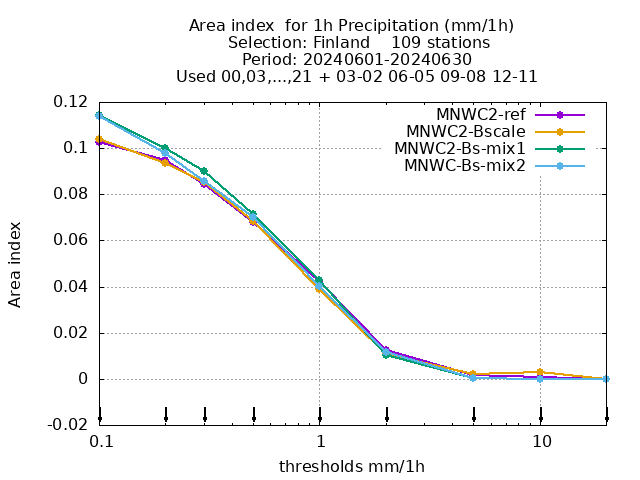 Area index  for 1h Precipitation (mm/1h)
Selection: Finland    109 stations
Period: 20240601-20240630
Used 00,03,...,21 + 03-02 06-05 09-08 12-11
MNWC2-ref
MNWC2-Bscale
MNWC2-Bs-mix1
MNWC-Bs-mix2
0.12
0.1
0.08
0.06
0.04
0.02
0
-0.02
Area index
0.1
1
10
thresholds mm/1h